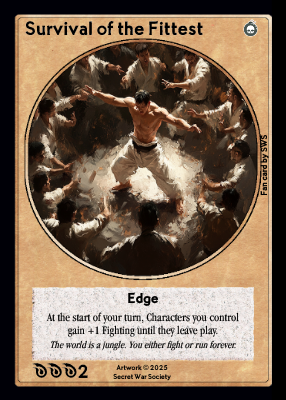 Survival of the Fittest
Fan card by SWS
Edge
At the start of your turn, Characters you control
gain +1 Fighting until they leave play.
The world is a jungle. You either fight or run forever.
2
Artwork © 2025
Secret War Society